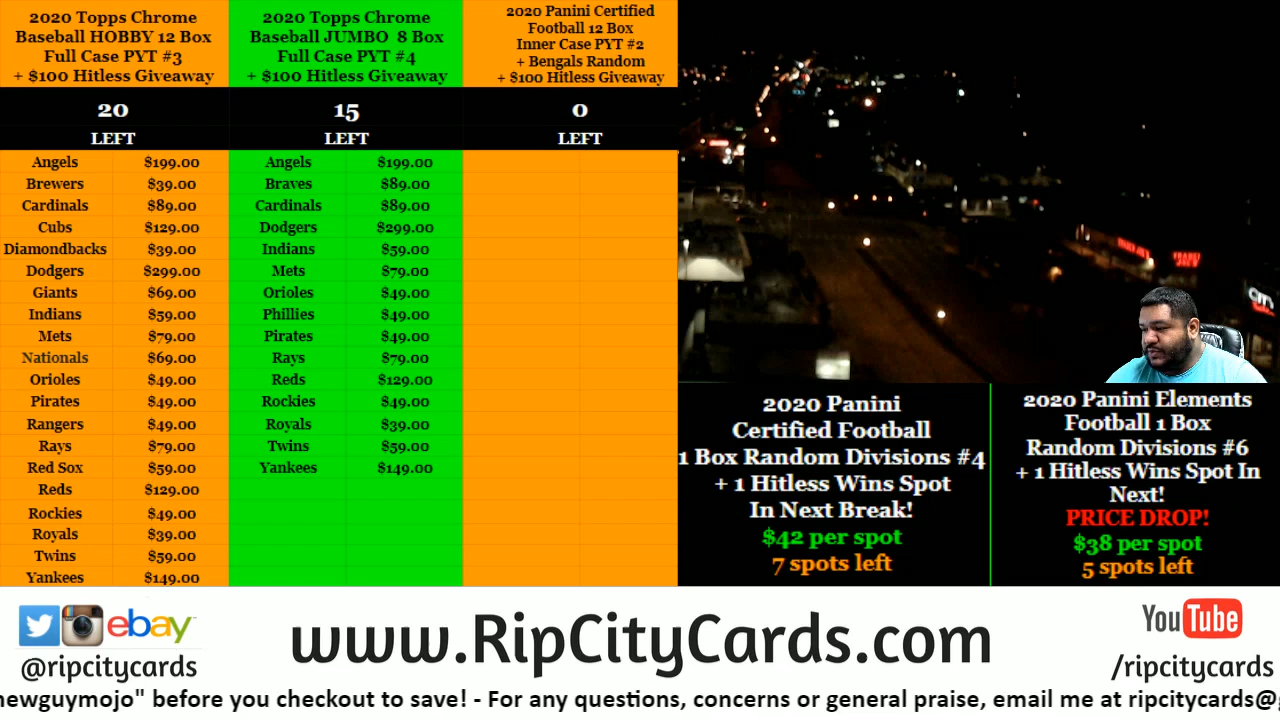 2020 Topps Chrome
Baseball HOBBY 12 Box
Full Case PYT #3
+ $100 Hitless Giveaway
20
LEFT
Angels $199.00
Brewers $39.00
Cardinals $89.00
Cubs $129.00
Diamondbacks $39.00
Dodgers $299.00
Giants $69.00
Indians $59.00
Mets $79.00
Nationals $69.00
Orioles $49.00
Pirates $49.00
Rangers $49.00
Rays $79.00
Red Sox $59.00
Reds $129.00
Rockies $49.00
Royals $39.00
Twins $59.00
Yankees $149.00
2020 Topps Chrome
Baseball JUMBO 8 Box
Full Case PYT #4
+ $100 Hitless Giveaway
15
LEFT
Angels $199.00
Braves $89.00
Cardinals $89.00
Dodgers $299.00
Indians $59.00
Mets $79.00
Orioles $49.00
Phillies $49.00
Pirates $49.00
Rays $79.00
Reds $129.00
Rockies $49.00
Royals $39.00
Twins $59.00
Yankees $149.00
2020 Panini Certified
Football 12 Box
Inner Case PYT #2
+ Bengals Random
+ $100 Hitless Giveaway
0
LEFT
2020 Panini
Certified Football
1 Box Random Divisions #4
+ 1 Hitless Wins Spot
In Next Break!
$42 per spot
7 spots left
2020 Panini Elements
Football 1 Box
Random Divisions #6
+ 1 Hitless Wins Spot In
Next!
PRICE DROP!
$38 per spot
5 spots left
ebay
@ripcitycards
www.RipCityCards.com
YouTube
/ripcitycards
newguymojo" before you checkout to save! - For any questions, concerns or general praise, email me at ripcitycards@